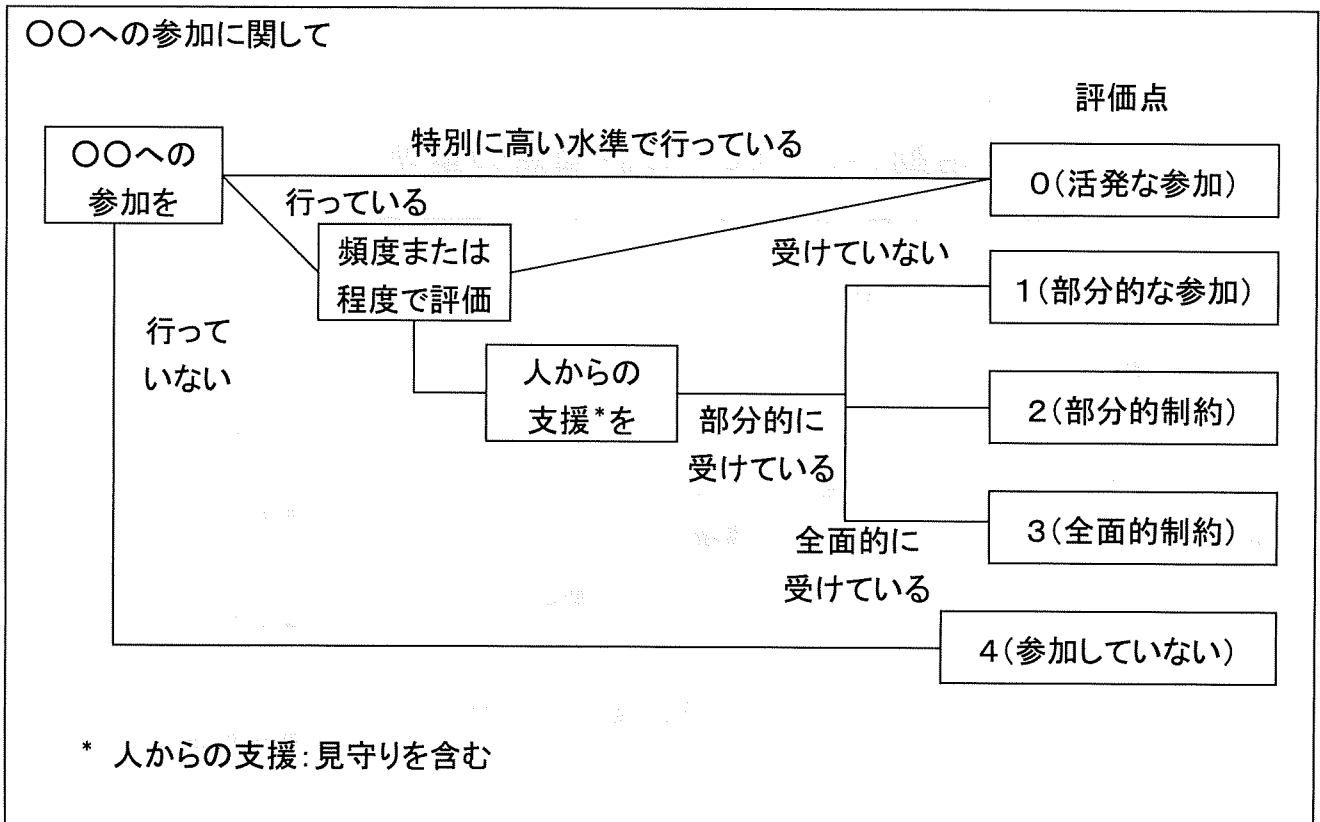 〇〇への参加に関して
評価点
〇〇への
参加を
特別に高い水準で行っている
0(活発な参加)
行っている
頻度または
程度で評価
受けていない
1(部分的な参加)
行って
いない
人からの
支援*を
部分的に
受けている
2(部分的制約)
全面的に
受けている
3(全面的制約)
4(参加していない)
* 人からの支援:見守りを含む